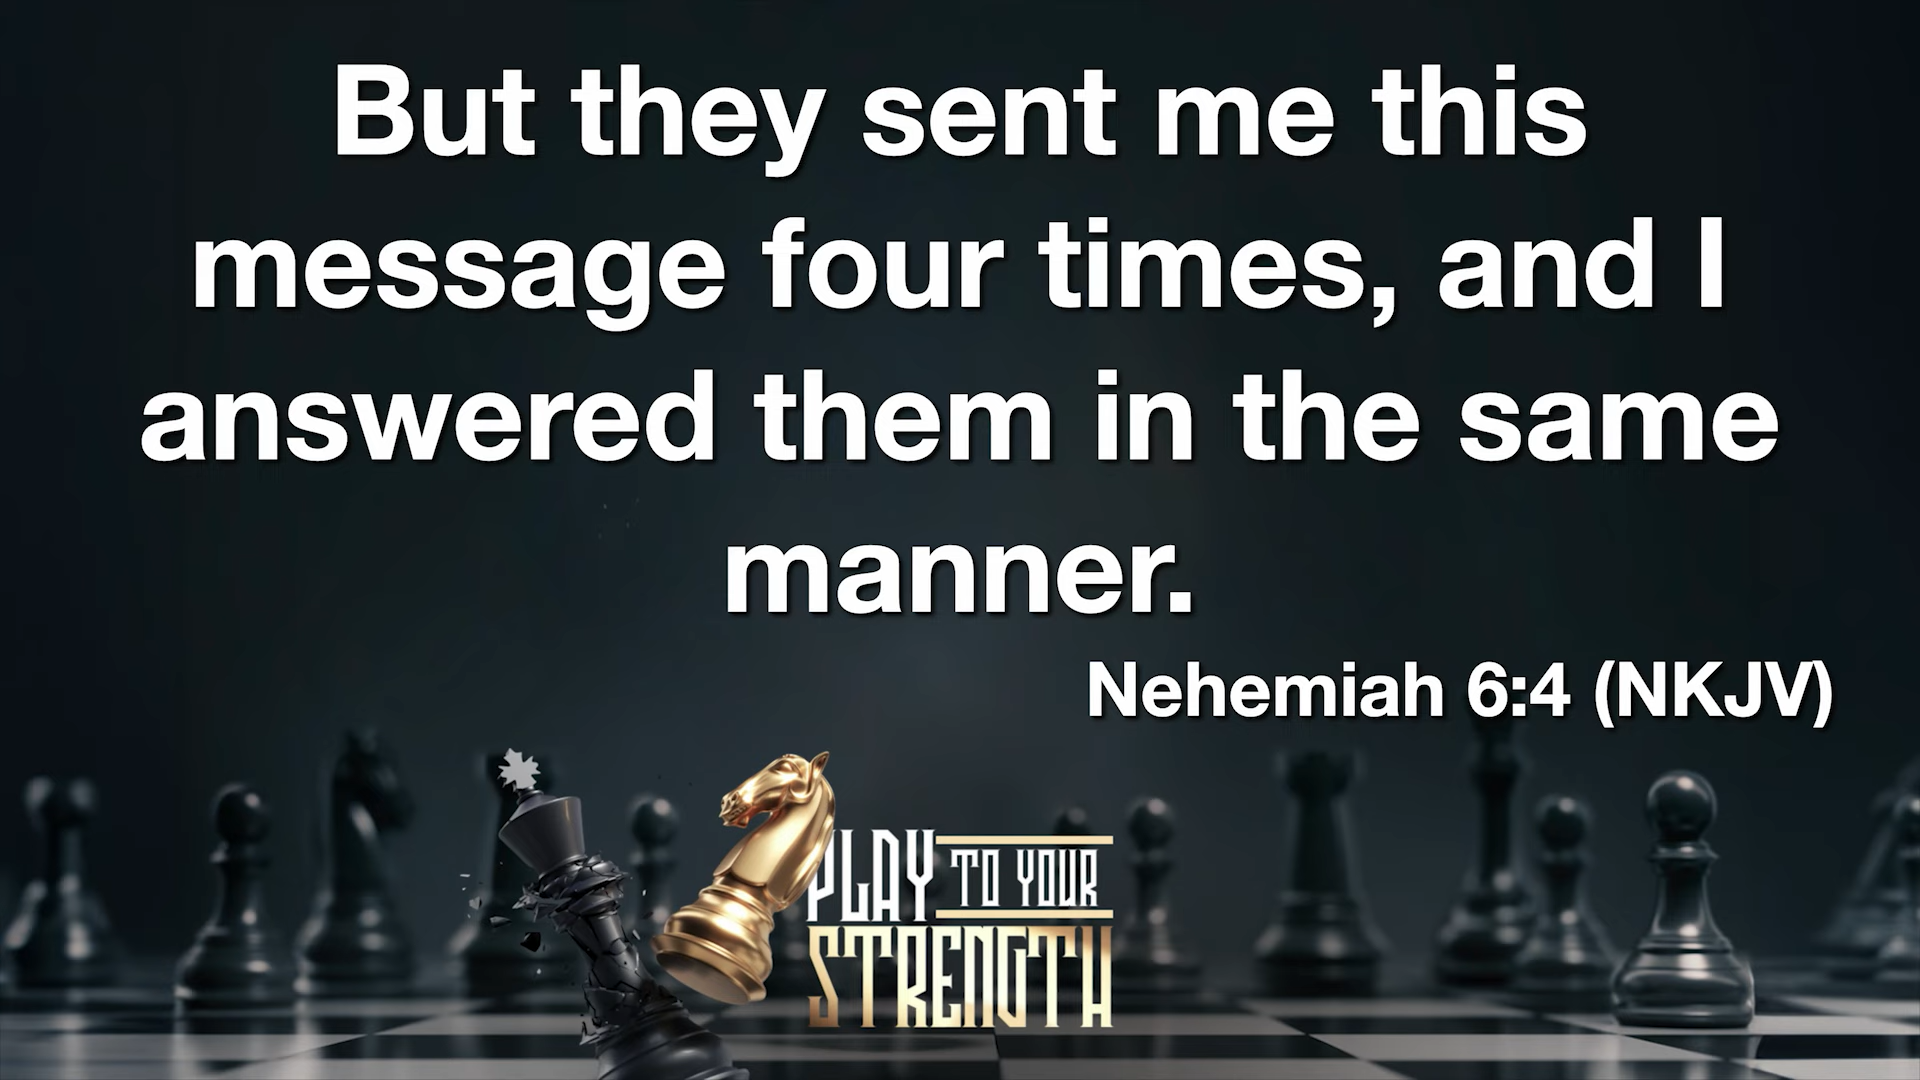 But they sent me this
message four times, and I
answered them in the same
manner.
Nehemiah 6:4 (NKJV)
PLAY TO YOUR
STRENGTH